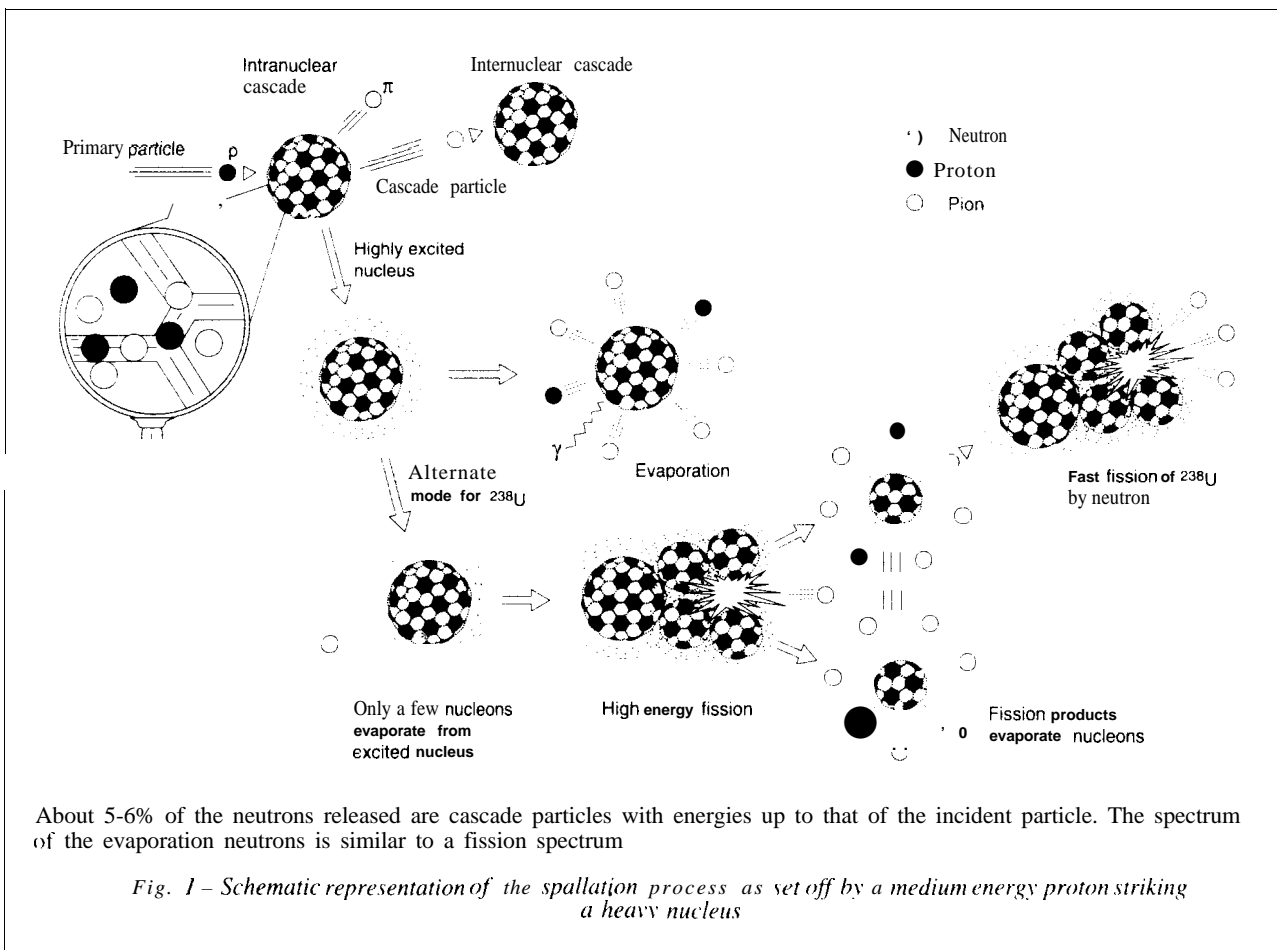 Intranuclear
cascade
π
Internuclear cascade
Primary particle
p
Cascade particle
Neutron
Proton
Pion
Highly excited
nucleus
γ
Evaporation
Alternate
mode for 238U
Fast fission of 238U
by neutron
Only a few nucleons
evaporate from
excited nucleus
High energy fission
Fission products
evaporate nucleons
About 5-6% of the neutrons released are cascade particles with energies up to that of the incident particle. The spectrum
of the evaporation neutrons is similar to a fission spectrum
Fig. 1 – Schematic representation of the spallation process as set off by a medium energy proton striking
a heavy nucleus